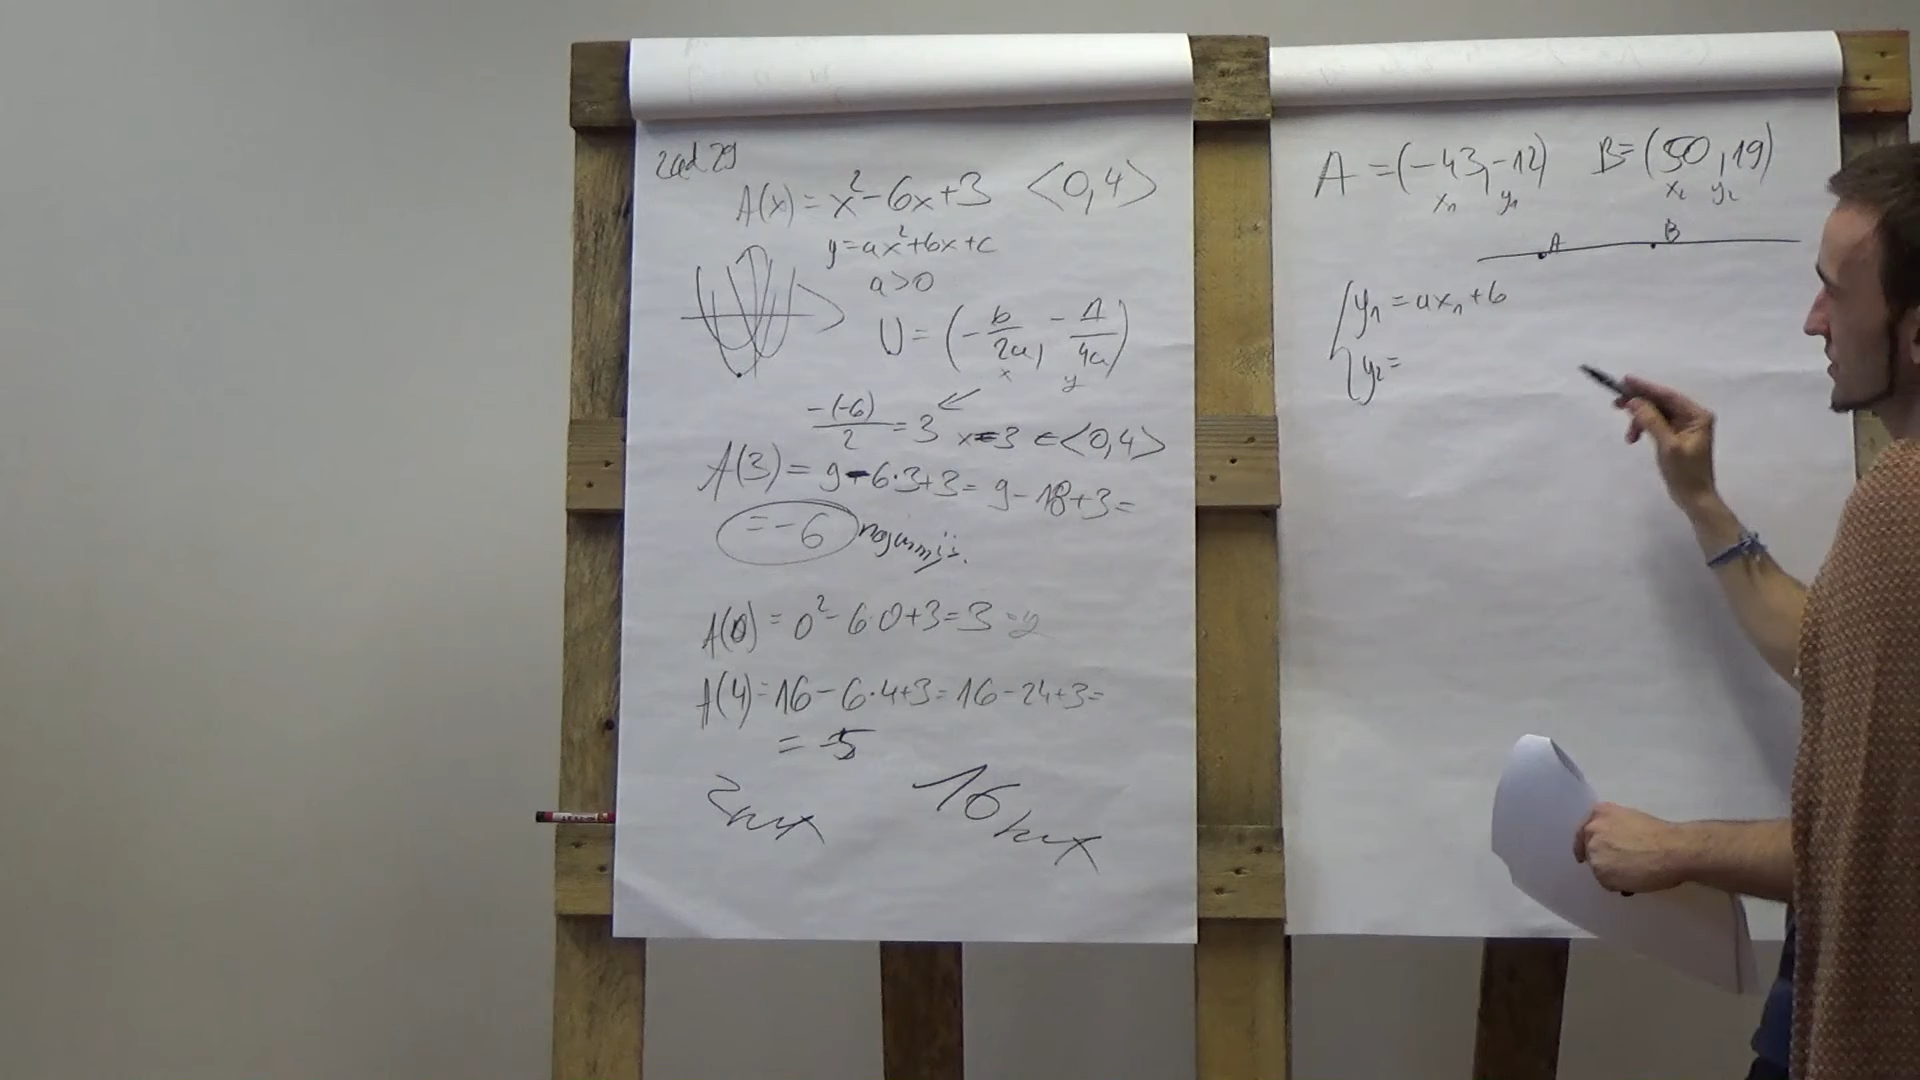 zad 29
A(x) = x²-6x+3 <0,4>
y=ax²+bx+c
a>0
U = (-b/2a, -Δ/4a)
x y
-(-6)/2 = 3 x=3 ∈<0,4>
A(3) = 9-6·3+3= 9-18+3=
=-6 najmniejsz.
A(0) = 0²-6·0+3=3 =y
A(4)=16-6·4+3=16-24+3=
= -5
A =(-43,-12) B=(50,19)
x₁ y₁ x₂ y₂
A B
y₁ =ax₁+b
y₂=